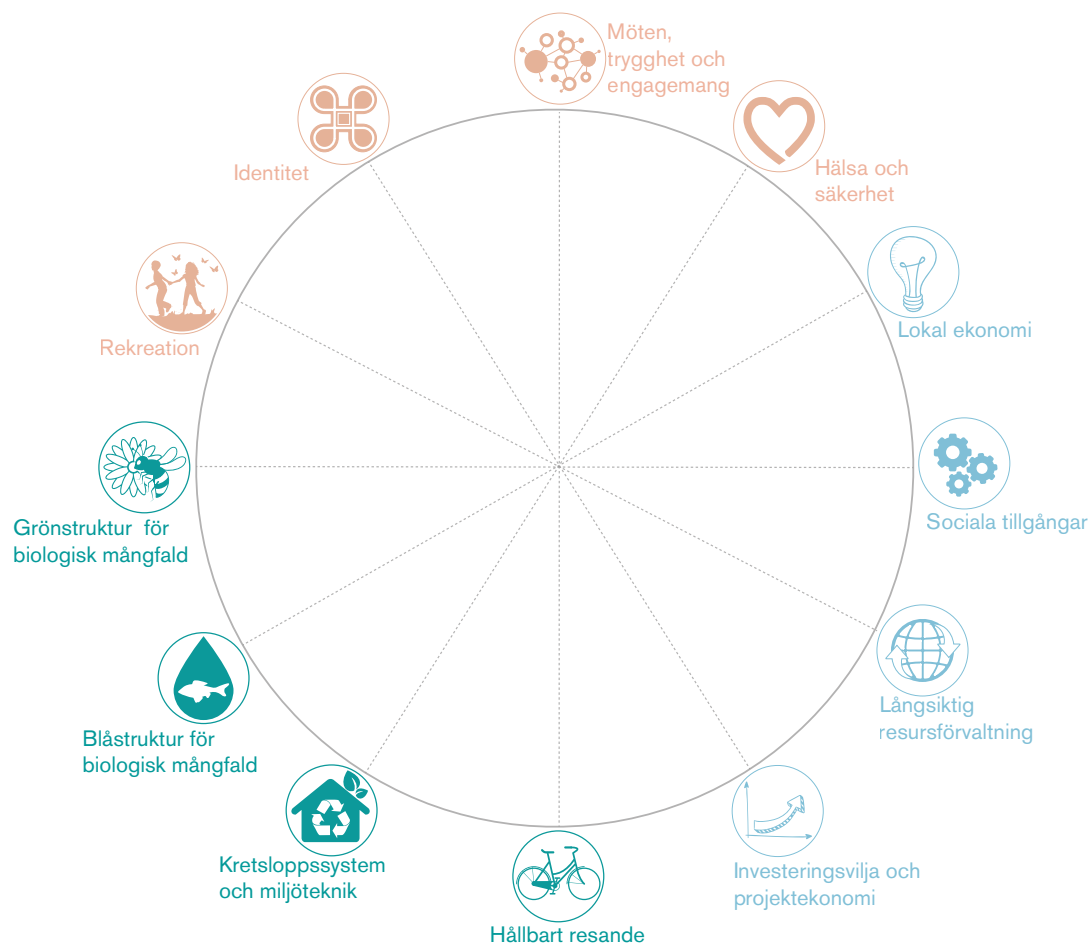 Möten,
trygghet och
engagemang
Hälsa och
säkerhet
Identitet
Lokal ekonomi
Rekreation
Sociala tillgångar
Grönstruktur för
biologisk mångfald
Långsiktig
resursförvaltning
Blåstruktur för
biologisk mångfald
Kretsloppssystem
och miljöteknik
Investeringsvilja och
projektekonomi
Hållbart resande